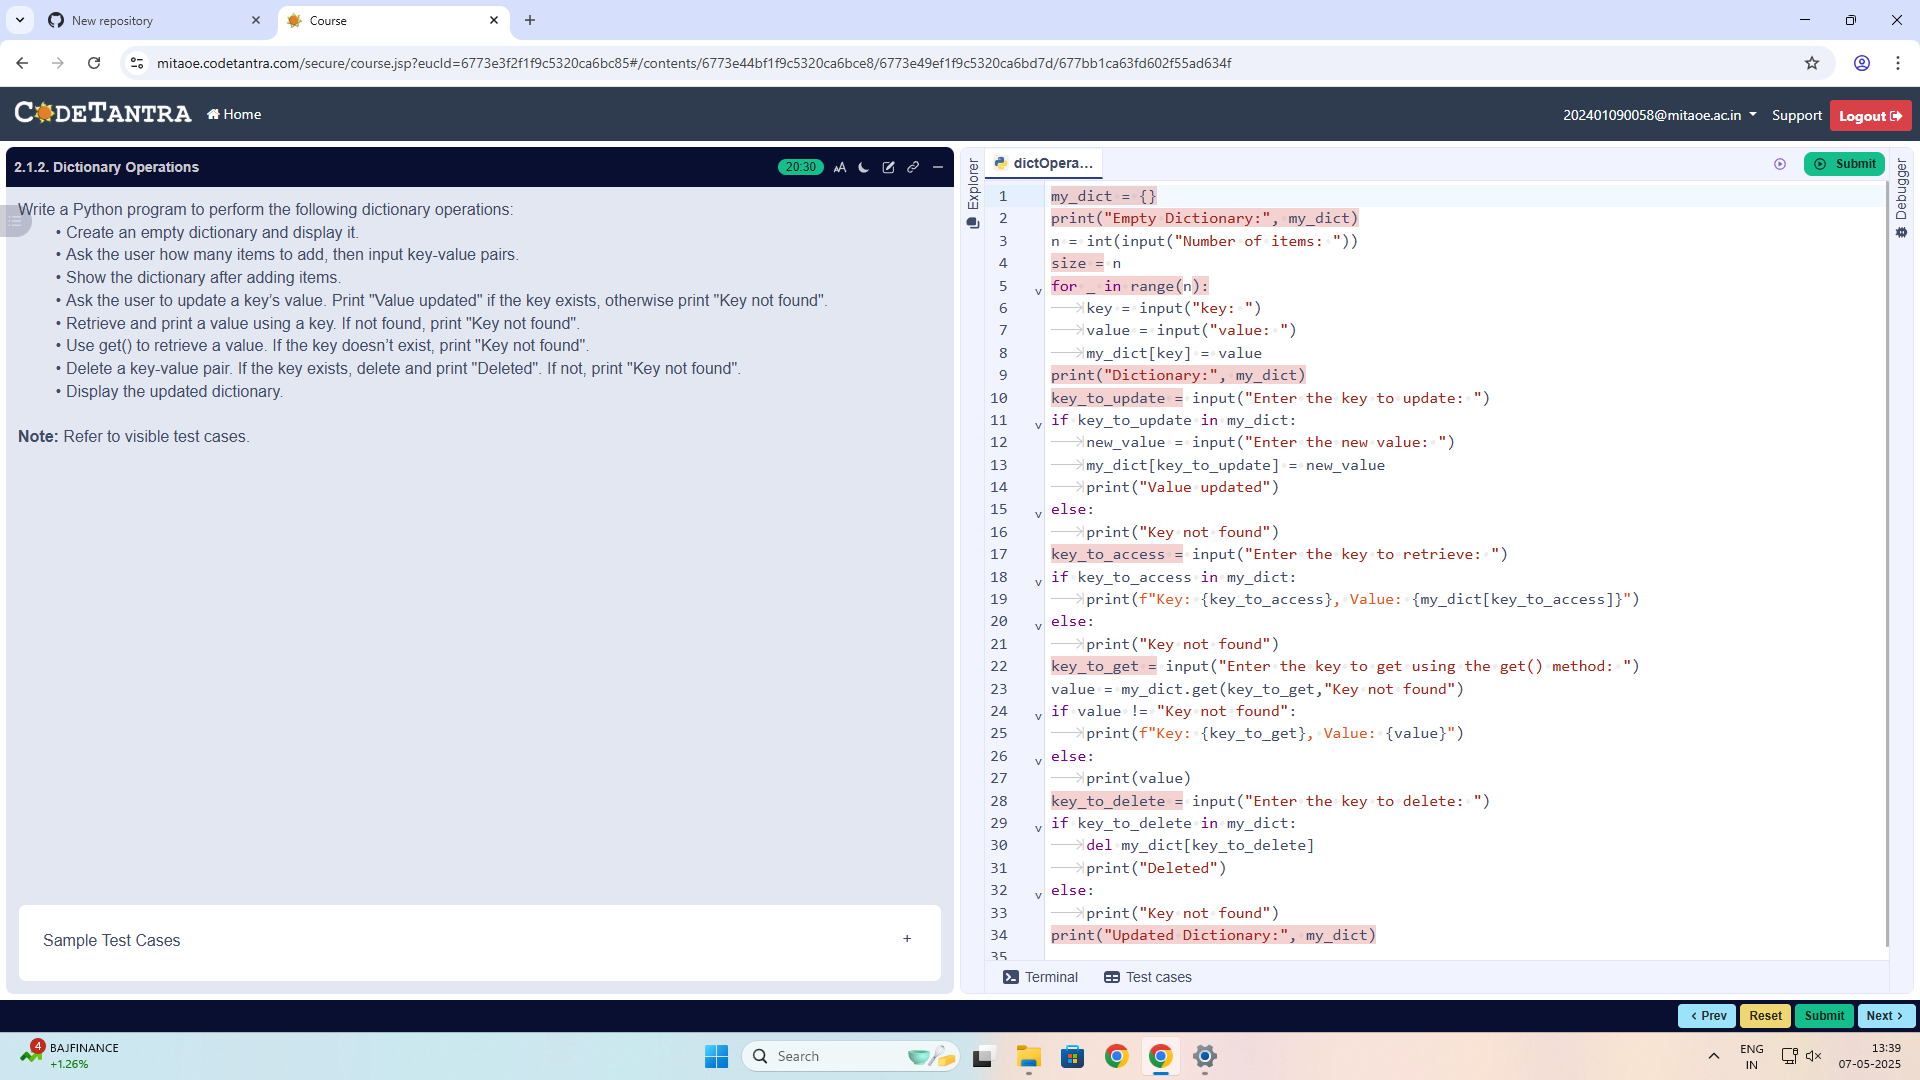 New repository
Course
mitaoe.codetantra.com/secure/course.jsp?eucId=6773e3f2f1f9c5320ca6bc85#/contents/6773e44bf1f9c5320ca6bce8/6773e49ef1f9c5320ca6bd7d/677bb1ca63fd602f55ad634f
CODETANTRA
Home
202401090058@mitaoe.ac.in
Support
Logout
2.1.2. Dictionary Operations
20:30
AA
Write a Python program to perform the following dictionary operations:
• Create an empty dictionary and display it.
• Ask the user how many items to add, then input key-value pairs.
• Show the dictionary after adding items.
• Ask the user to update a key’s value. Print "Value updated" if the key exists, otherwise print "Key not found".
• Retrieve and print a value using a key. If not found, print "Key not found".
• Use get() to retrieve a value. If the key doesn’t exist, print "Key not found".
• Delete a key-value pair. If the key exists, delete and print "Deleted". If not, print "Key not found".
• Display the updated dictionary.
Note: Refer to visible test cases.
Sample Test Cases
+
Explorer
dictOpera...
Submit
Debugger
1 my_dict = {}
2 print("Empty Dictionary:", my_dict)
3 n = int(input("Number of items: "))
4 size = n
5 for _ in range(n):
6 key = input("key: ")
7 value = input("value: ")
8 my_dict[key] = value
9 print("Dictionary:", my_dict)
10 key_to_update = input("Enter the key to update: ")
11 if key_to_update in my_dict:
12 new_value = input("Enter the new value: ")
13 my_dict[key_to_update] = new_value
14 print("Value updated")
15 else:
16 print("Key not found")
17 key_to_access = input("Enter the key to retrieve: ")
18 if key_to_access in my_dict:
19 print(f"Key: {key_to_access}, Value: {my_dict[key_to_access]}")
20 else:
21 print("Key not found")
22 key_to_get = input("Enter the key to get using the get() method: ")
23 value = my_dict.get(key_to_get,"Key not found")
24 if value != "Key not found":
25 print(f"Key: {key_to_get}, Value: {value}")
26 else:
27 print(value)
28 key_to_delete = input("Enter the key to delete: ")
29 if key_to_delete in my_dict:
30 del my_dict[key_to_delete]
31 print("Deleted")
32 else:
33 print("Key not found")
34 print("Updated Dictionary:", my_dict)
35
Terminal
Test cases
< Prev
Reset
Submit
Next >
4
BAJFINANCE
+1.26%
Search
ENG
IN
13:39
07-05-2025